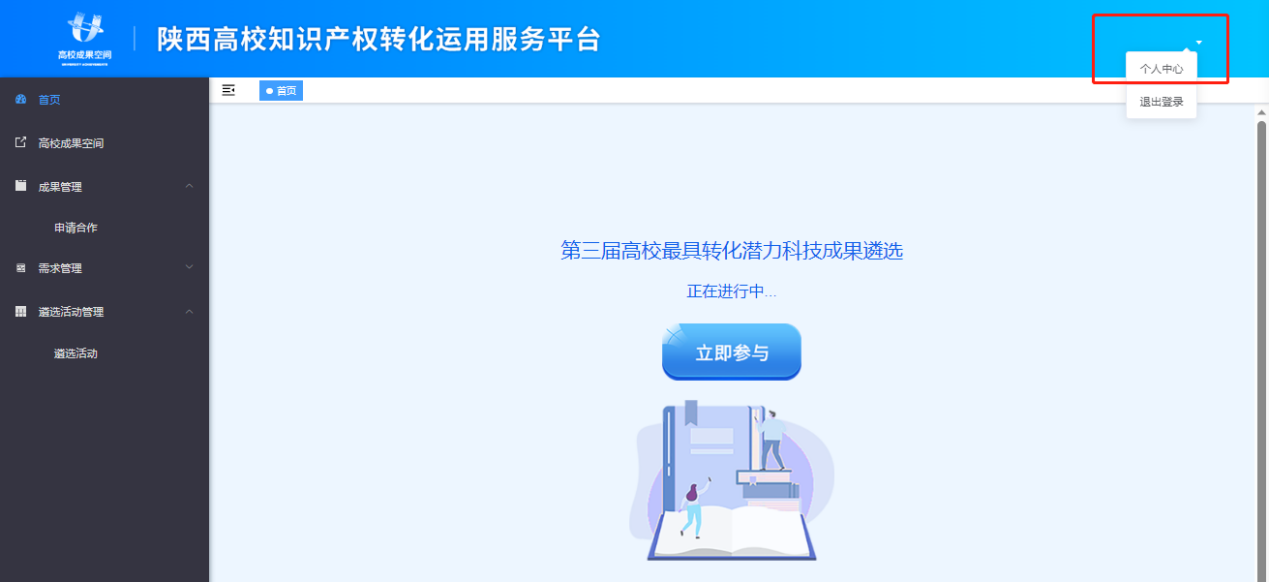 高校成果空间
陕西高校知识产权转化运用服务平台
个人中心
退出登录
首页
首页
高校成果空间
成果管理
申请合作
需求管理
遴选活动管理
遴选活动
第三届高校最具转化潜力科技成果遴选
正在进行中...
立即参与